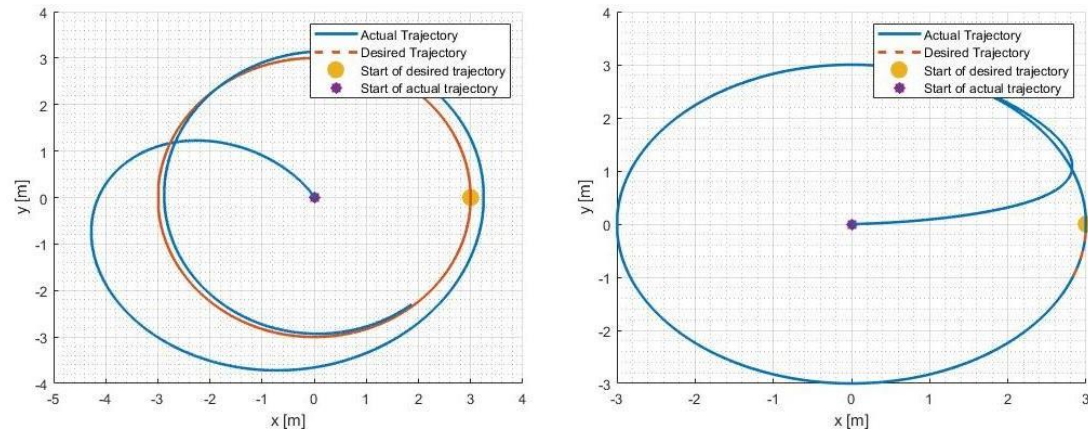 4
3
2
1
0
-1
-2
-3
-4
y [m]
-5
-4
-3
-2
-1
0
1
2
3
4
x [m]
Actual Trajectory
Desired Trajectory
Start of desired trajectory
Start of actual trajectory
4
3
2
1
0
-1
-2
-3
y [m]
-3
-2
-1
0
1
2
3
x [m]
Actual Trajectory
Desired Trajectory
Start of desired trajectory
Start of actual trajectory